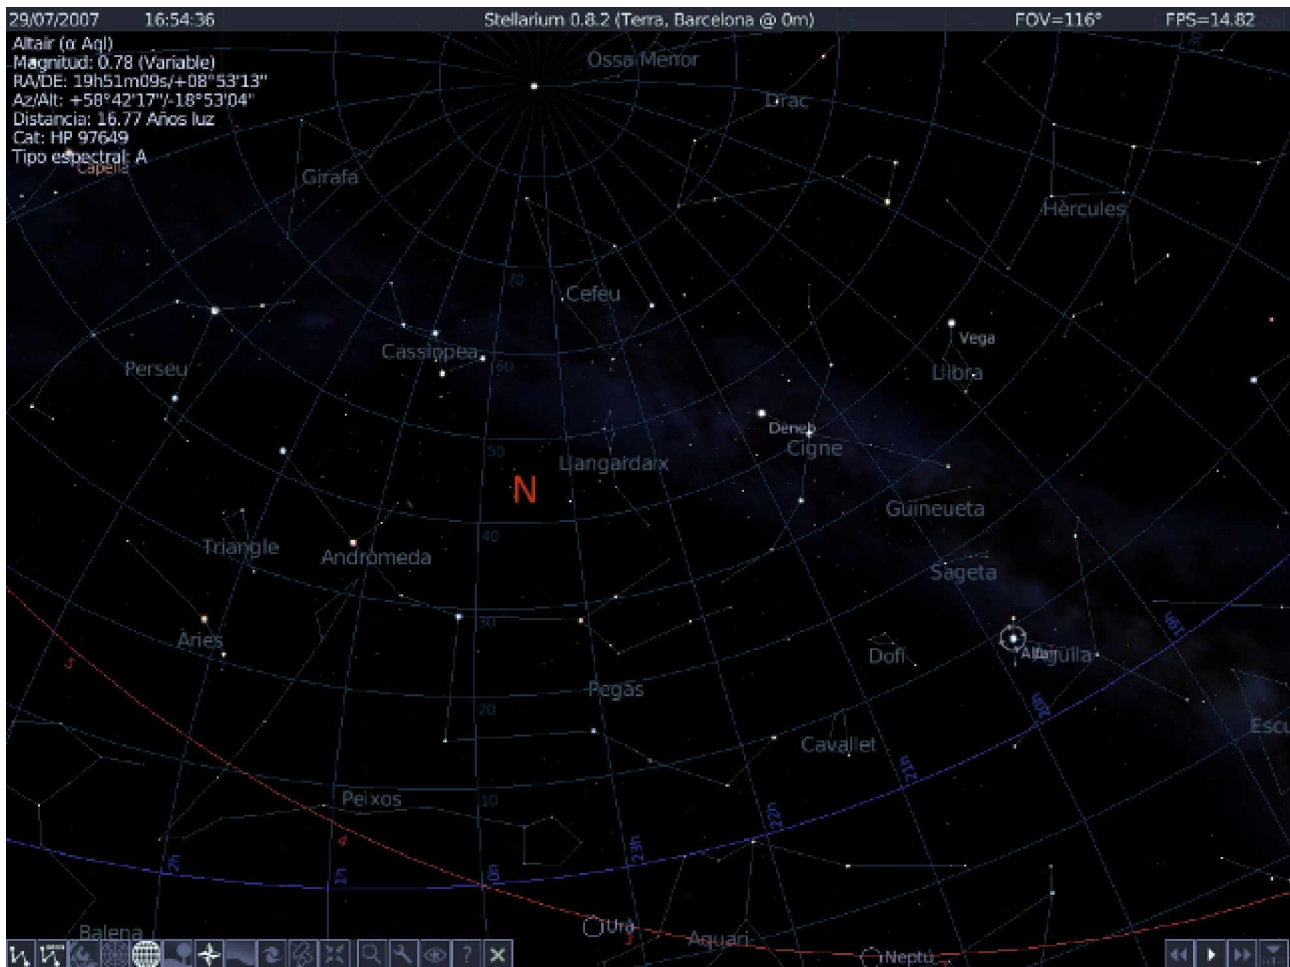 29/07/2007 16:54:36 Stellarium 0.8.2 (Terra, Barcelona @ 0m) FOV=116° FPS=14.82
Altair (α Aql)
Magnitud: 0.78 (Variable)
RA/DE: 19h51m09s/+08°53'13"
Az/Alt: +58°42'17"/-18°53'04"
Distancia: 16.77 Años luz
Cat: HP 97649
Tipo espectral: A
Capella
Ossa Menor
Drac
Girafa
Hèrcules
70
Cefeu
Cassiopea
Vega
60
Perseu
Llibra
Deneb
Cigne
50
Llangardaix
N
Guineueta
40
Triangle
Andròmeda
Sageta
30
19h
Àries
Dofí
Altair
Àguila
5
Pegàs
20
20h
Escu
Cavallet
21h
Peixos
10
22h
4
23h
2h
1h
0h
Balena
Urà
3
Aquari
Neptú
?